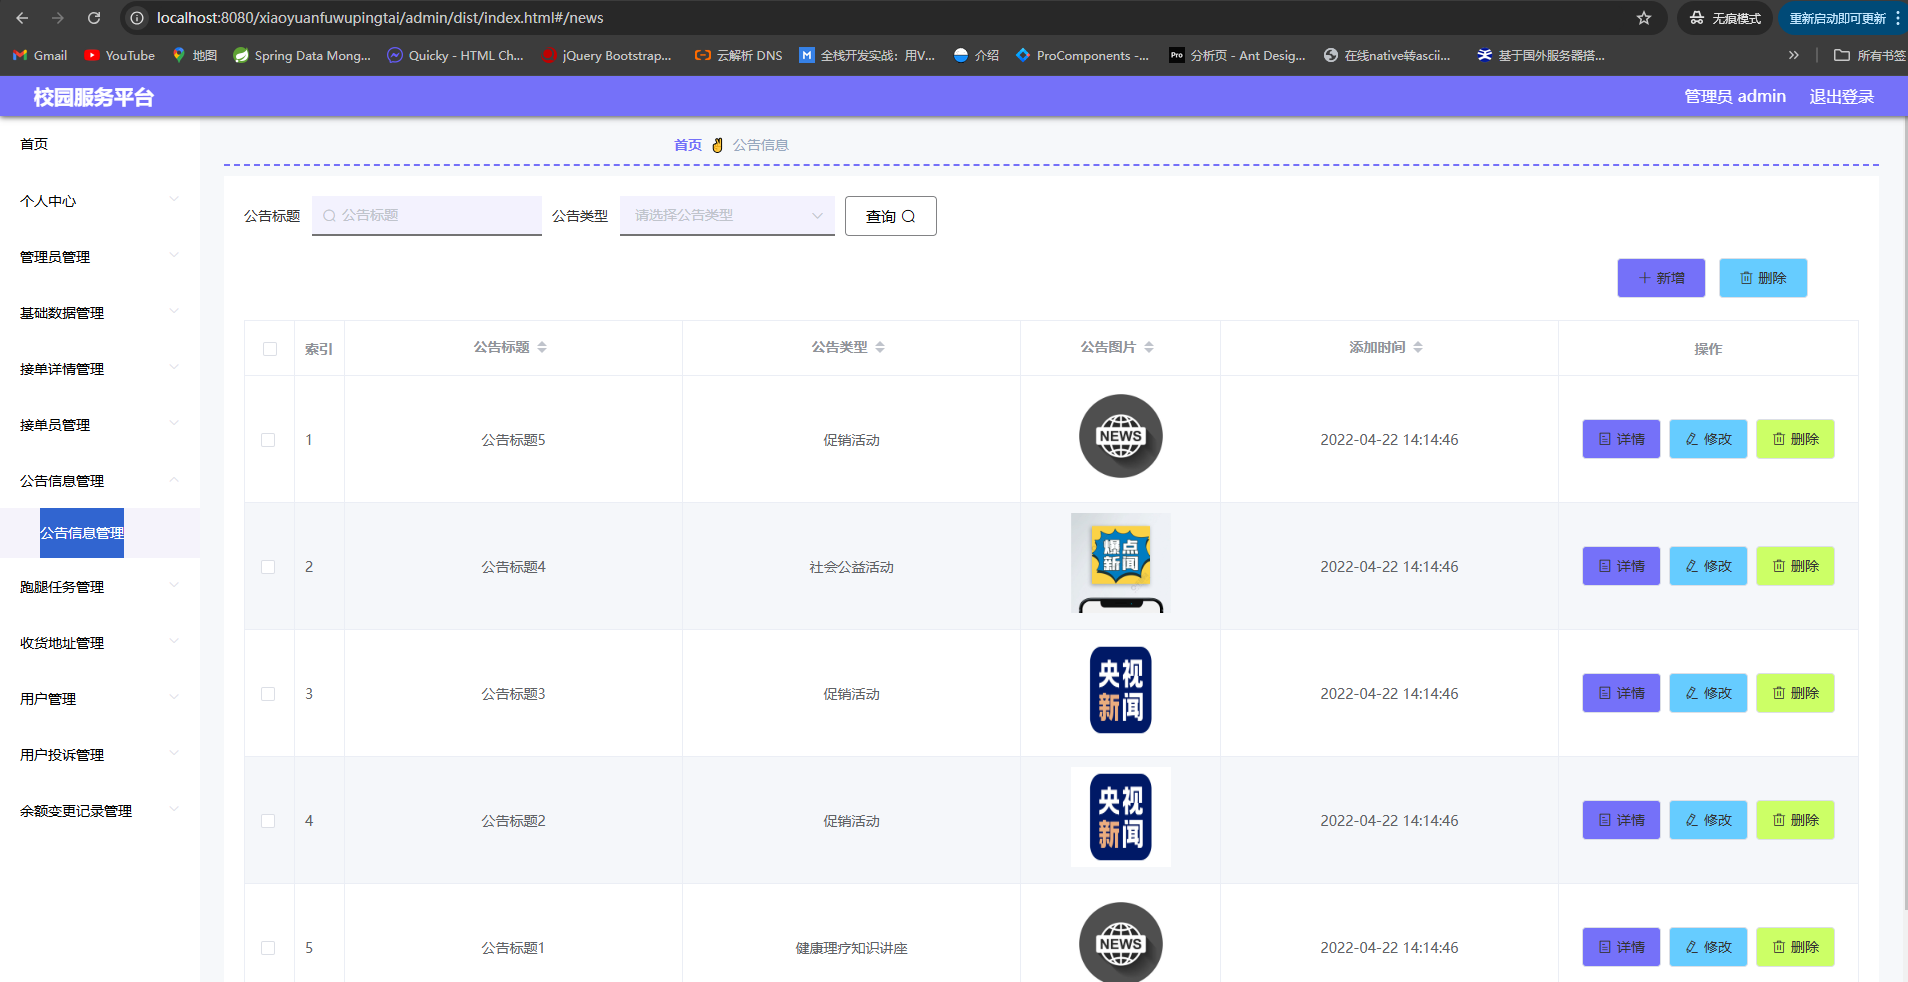 localhost:8080/xiaoyuanfuwupingtai/admin/dist/index.html#/news
无痕模式
重新启动即可更新
Gmail
YouTube
地图
Spring Data Mong...
Quicky - HTML Ch...
jQuery Bootstrap...
云解析 DNS
全栈开发实战：用V...
介绍
ProComponents -...
Pro
分析页 - Ant Desig...
在线native转ascii...
基于国外服务器搭...
所有书签
校园服务平台
管理员 admin
退出登录
首页
个人中心
管理员管理
基础数据管理
接单详情管理
接单员管理
公告信息管理
公告信息管理
跑腿任务管理
收货地址管理
用户管理
用户投诉管理
余额变更记录管理
首页 公告信息
公告标题 公告标题 公告类型 请选择公告类型 查询
新增 删除
索引 公告标题 公告类型 公告图片 添加时间 操作
1 公告标题5 促销活动 NEWS 2022-04-22 14:14:46 详情 修改 删除
2 公告标题4 社会公益活动 爆点新闻 2022-04-22 14:14:46 详情 修改 删除
3 公告标题3 促销活动 央视新闻 2022-04-22 14:14:46 详情 修改 删除
4 公告标题2 促销活动 央视新闻 2022-04-22 14:14:46 详情 修改 删除
5 公告标题1 健康理疗知识讲座 NEWS 2022-04-22 14:14:46 详情 修改 删除